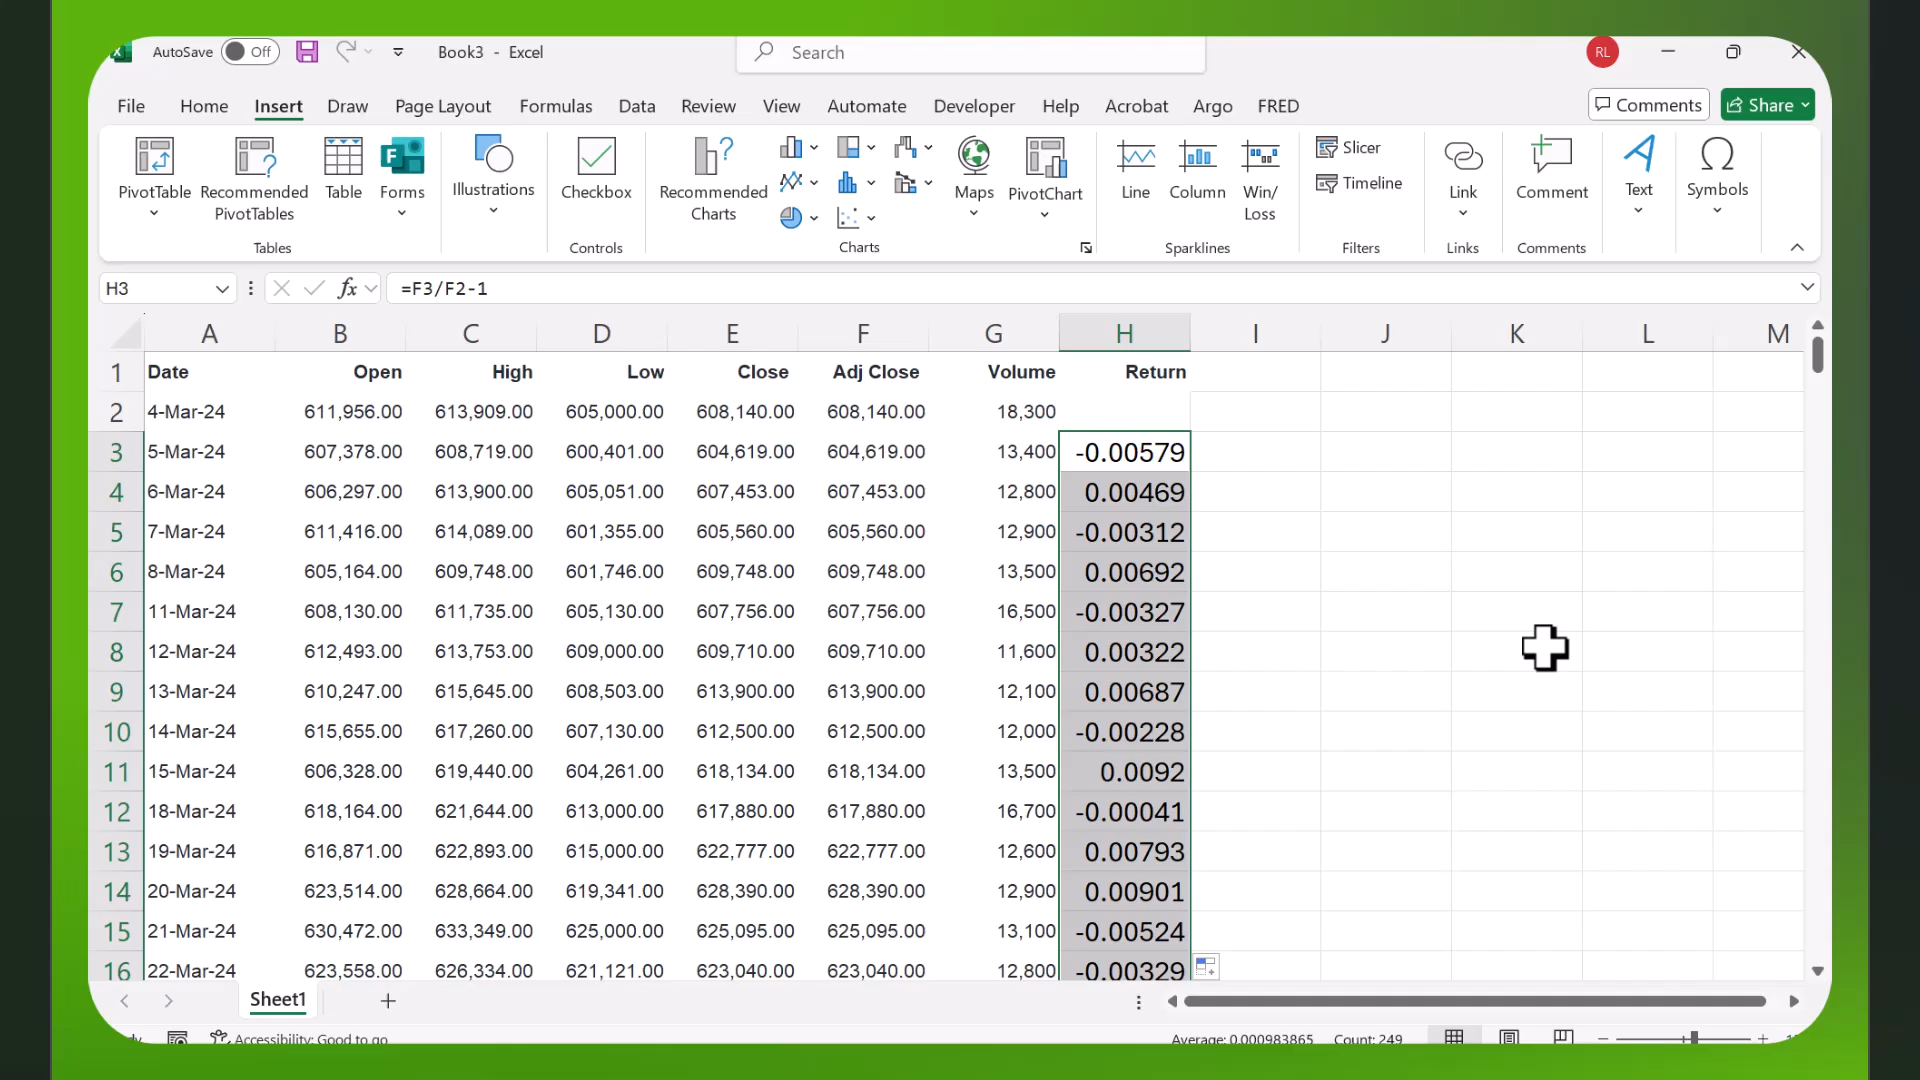 AutoSave Off Book3 - Excel Search RL
File Home Insert Draw Page Layout Formulas Data Review View Automate Developer Help Acrobat Argo FRED Comments Share
PivotTable Recommended PivotTables Table Forms Illustrations Checkbox Recommended Charts Maps PivotChart Line Column Win/ Loss Slicer Timeline Link Comment Text Symbols
Tables Controls Charts Sparklines Filters Links Comments
H3 fx =F3/F2-1
A B C D E F G H I J K L M
1 Date Open High Low Close Adj Close Volume Return
2 4-Mar-24 611,956.00 613,909.00 605,000.00 608,140.00 608,140.00 18,300
3 5-Mar-24 607,378.00 608,719.00 600,401.00 604,619.00 604,619.00 13,400 -0.00579
4 6-Mar-24 606,297.00 613,900.00 605,051.00 607,453.00 607,453.00 12,800 0.00469
5 7-Mar-24 611,416.00 614,089.00 601,355.00 605,560.00 605,560.00 12,900 -0.00312
6 8-Mar-24 605,164.00 609,748.00 601,746.00 609,748.00 609,748.00 13,500 0.00692
7 11-Mar-24 608,130.00 611,735.00 605,130.00 607,756.00 607,756.00 16,500 -0.00327
8 12-Mar-24 612,493.00 613,753.00 609,000.00 609,710.00 609,710.00 11,600 0.00322
9 13-Mar-24 610,247.00 615,645.00 608,503.00 613,900.00 613,900.00 12,100 0.00687
10 14-Mar-24 615,655.00 617,260.00 607,130.00 612,500.00 612,500.00 12,000 -0.00228
11 15-Mar-24 606,328.00 619,440.00 604,261.00 618,134.00 618,134.00 13,500 0.0092
12 18-Mar-24 618,164.00 621,644.00 613,000.00 617,880.00 617,880.00 16,700 -0.00041
13 19-Mar-24 616,871.00 622,893.00 615,000.00 622,777.00 622,777.00 12,600 0.00793
14 20-Mar-24 623,514.00 628,664.00 619,341.00 628,390.00 628,390.00 12,900 0.00901
15 21-Mar-24 630,472.00 633,349.00 625,000.00 625,095.00 625,095.00 13,100 -0.00524
16 22-Mar-24 623,558.00 626,334.00 621,121.00 623,040.00 623,040.00 12,800 -0.00329
Sheet1
Accessibility: Good to go Average: 0.000983865 Count: 249